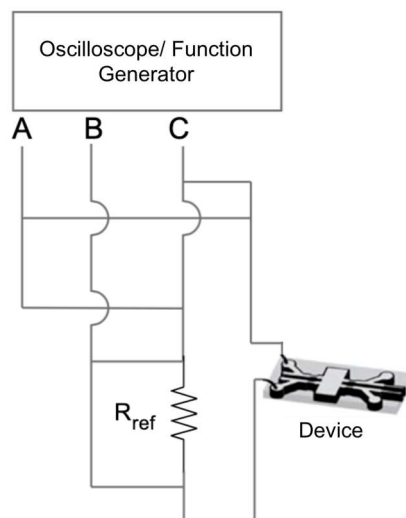 Oscilloscope/ Function
Generator
A B C
Rref
Device